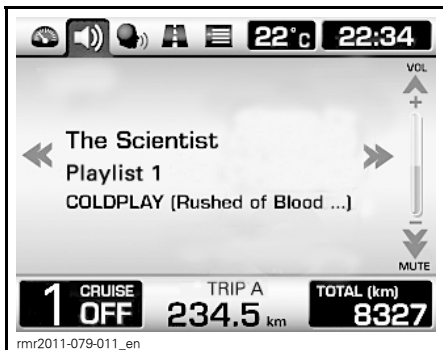 22°C 22:34
VOL
+
The Scientist
Playlist 1
COLDPLAY (Rushed of Blood ...)
−
MUTE
1 CRUISE OFF
TRIP A
234.5 km
TOTAL (km)
8327
rmr2011-079-011_en